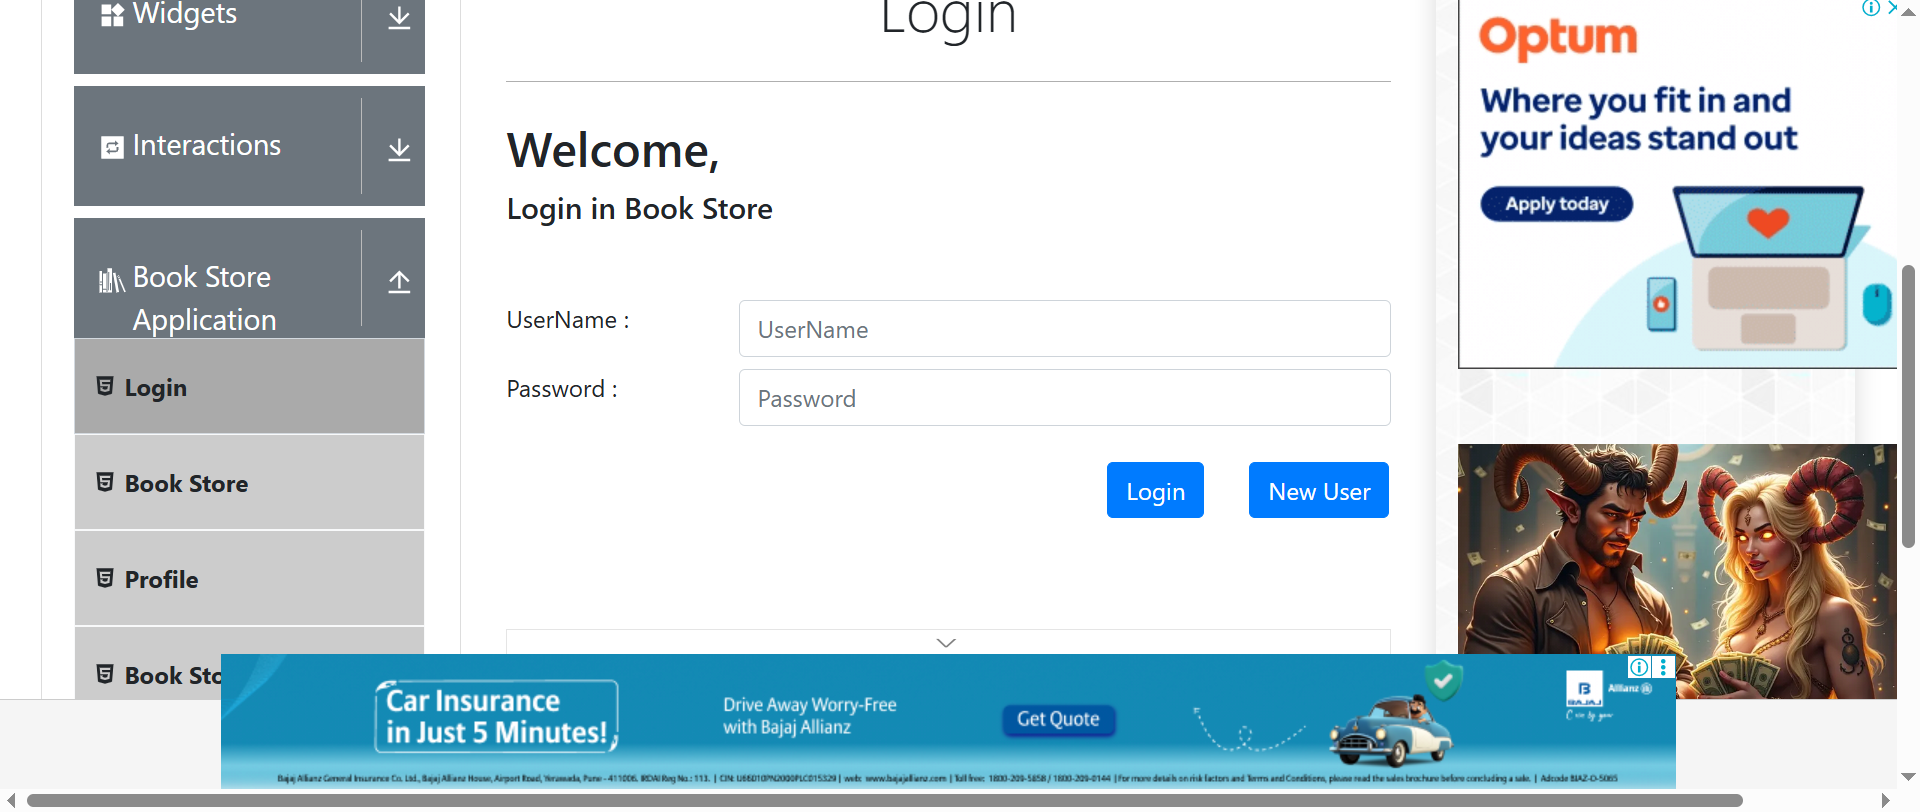 Widgets
Interactions
Book Store
Application
Login
Book Store
Profile
Book Sto
Login
Welcome,
Login in Book Store
UserName :
UserName
Password :
Password
Login
New User
Optum
Where you fit in and
your ideas stand out
Apply today
Car Insurance
in Just 5 Minutes!
Drive Away Worry-Free
with Bajaj Allianz
Get Quote
B
BAJAJ
Allianz
Bajaj Allianz General Insurance Co. Ltd., Bajaj Allianz House, Airport Road, Yerawada, Pune - 411006. IRDAI Reg No.: 113. | CIN: U66010PN2000PLC015329 | web: www.bajajallianz.com | Toll free: 1800-209-5858 / 1800-209-0144 | For more details on risk factors and Terms and Conditions, please read the sales brochure before concluding a sale. | Adcode BIAZ-O-5065